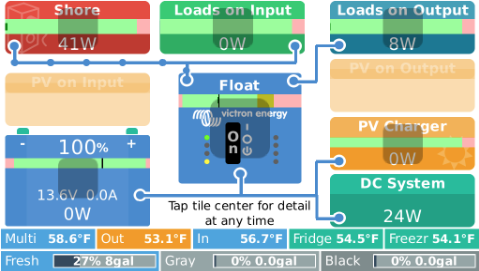 Shore
41W
Loads on Input
0W
Loads on Output
8W
PV on Input
Float
victron energy
On
PV on Output
- 100% +
13.6V 0.0A
0W
PV Charger
0W
Tap tile center for detail
at any time
DC System
24W
Multi 58.6°F Out 53.1°F In 56.7°F Fridge 54.5°F Freezr 54.1°F
Fresh 27% 8gal Gray 0% 0.0gal Black 0% 0.0gal